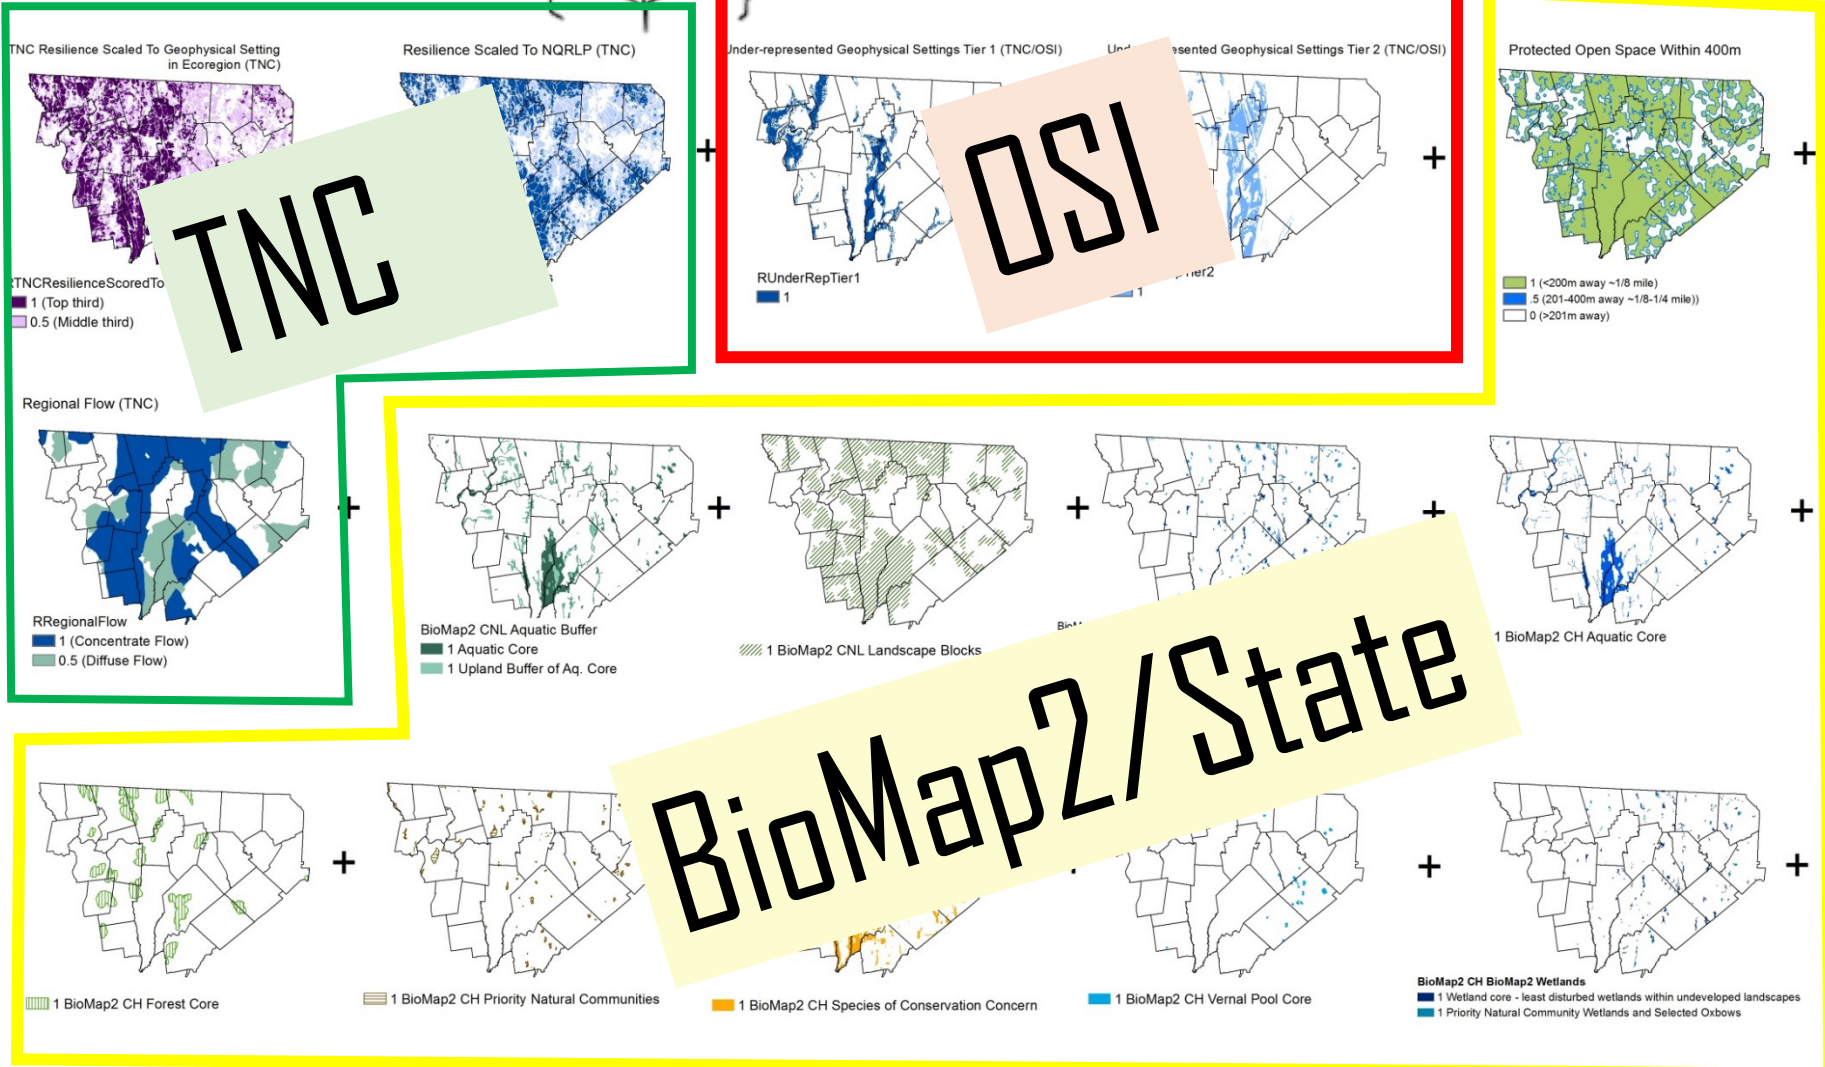 TNC Resilience Scaled To Geophysical Setting
in Ecoregion (TNC)
Resilience Scaled To NQRLP (TNC)
Under-represented Geophysical Settings Tier 1 (TNC/OSI)
Geophysical Settings Tier 2 (TNC/OSI)
Protected Open Space Within 400m
+
+
+
TNC
OSI
1 (Top third)
0.5 (Middle third)
RUnderRepTier1
1
1
1 (<200m away ~1/8 mile)
.5 (201-400m away ~1/8-1/4 mile))
0 (>201m away)
Regional Flow (TNC)
+
+
+
+
+
RRegionalFlow
1 (Concentrate Flow)
0.5 (Diffuse Flow)
BioMap2 CNL Aquatic Buffer
1 Aquatic Core
1 Upland Buffer of Aq. Core
1 BioMap2 CNL Landscape Blocks
1 BioMap2 CH Aquatic Core
BioMap2/State
+
+
+
1 BioMap2 CH Forest Core
1 BioMap2 CH Priority Natural Communities
1 BioMap2 CH Species of Conservation Concern
1 BioMap2 CH Vernal Pool Core
BioMap2 CH BioMap2 Wetlands
1 Wetland core - least disturbed wetlands within undeveloped landscapes
1 Priority Natural Community Wetlands and Selected Oxbows